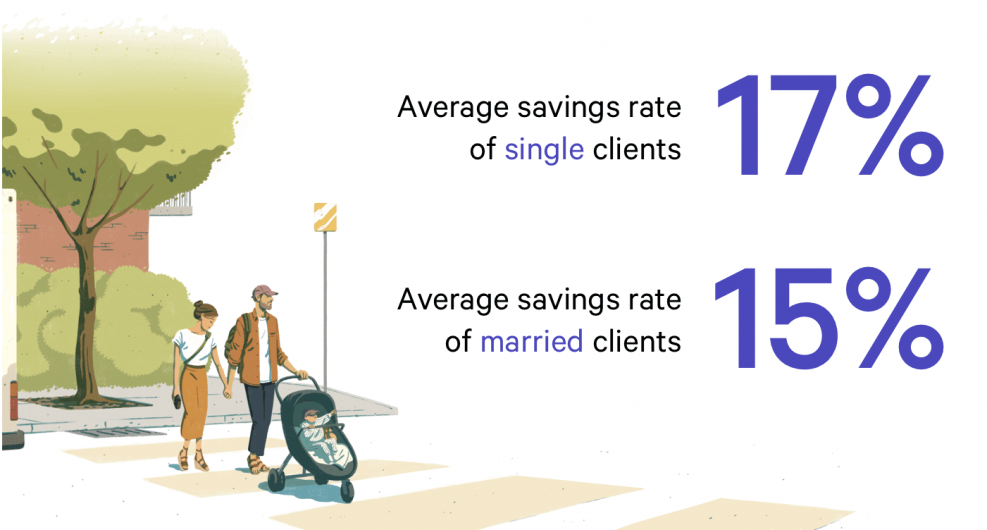 Average savings rate
of single clients
17%
Average savings rate
of married clients
15%